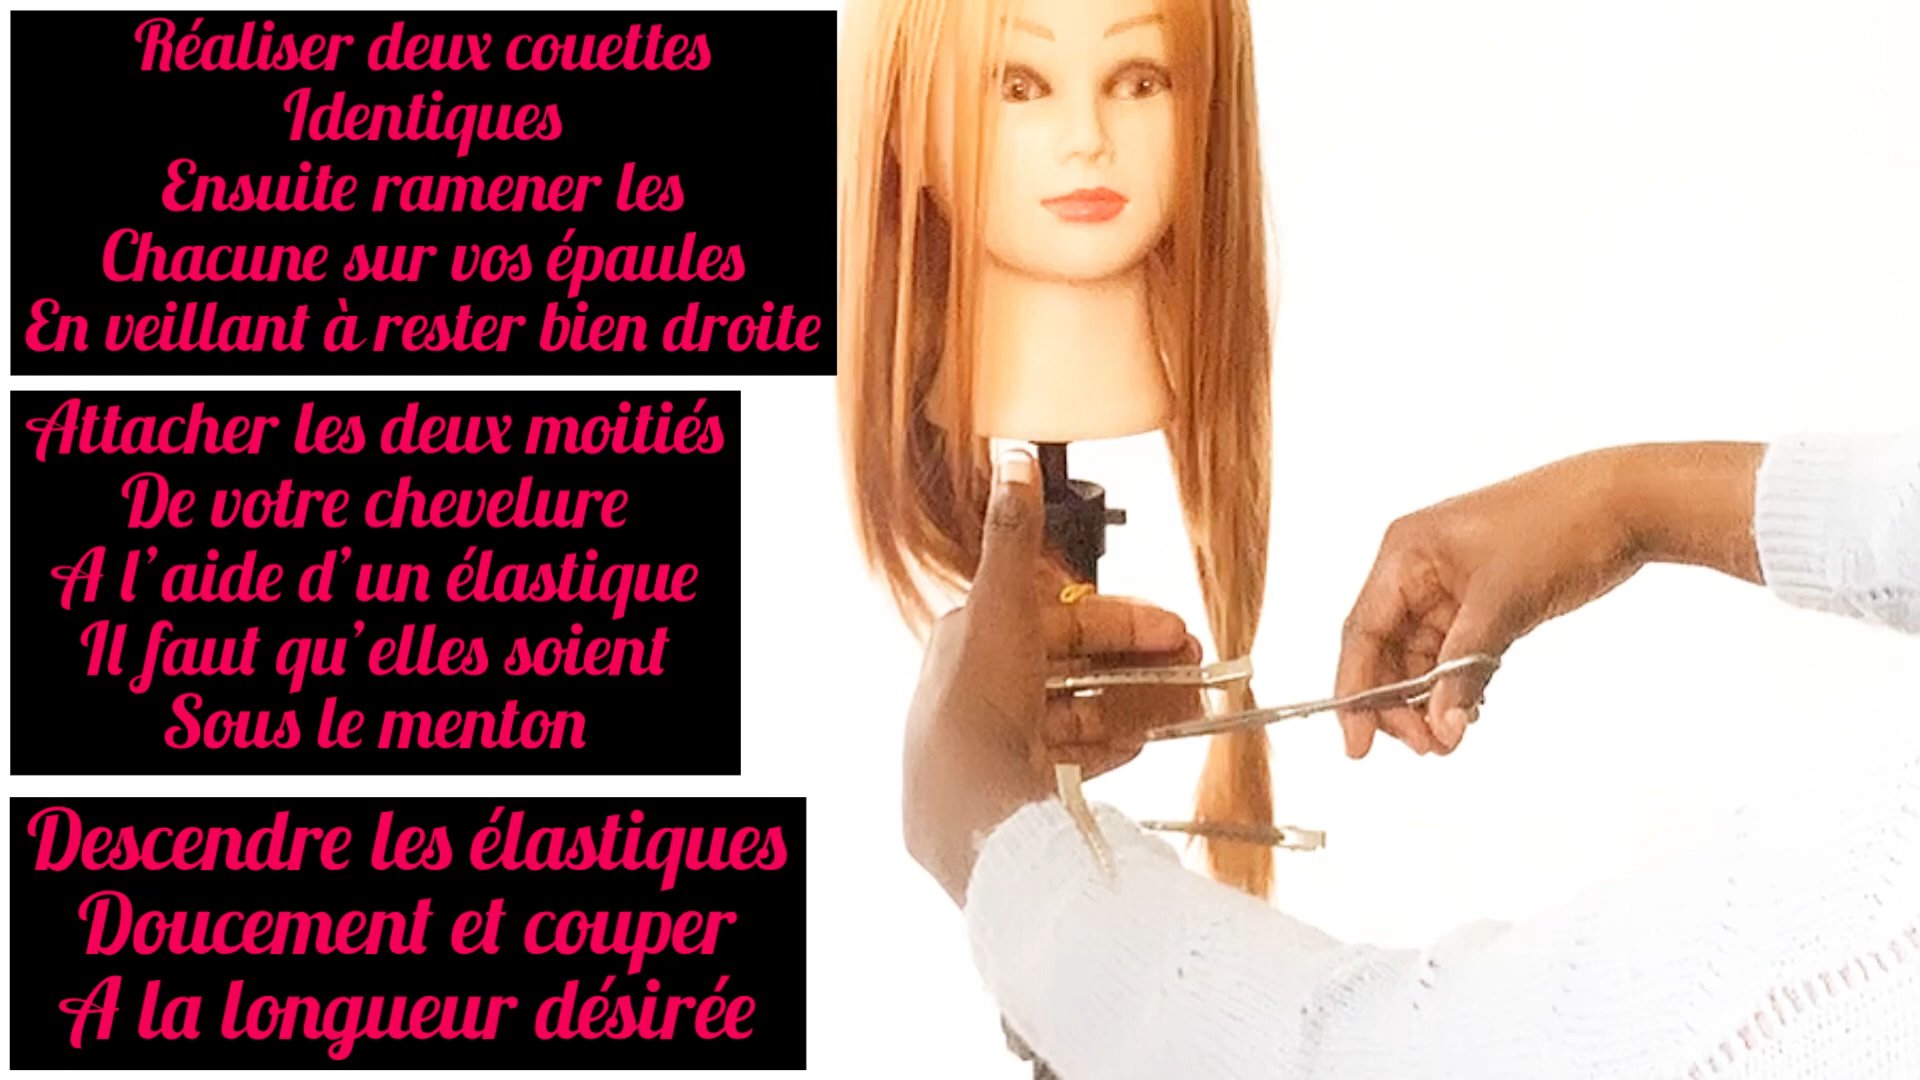 Réaliser deux couettes
Identiques
Ensuite ramener les
Chacune sur vos épaules
En veillant à rester bien droite
Attacher les deux moitiés
De votre chevelure
A l'aide d'un élastique
Il faut qu'elles soient
Sous le menton
Descendre les élastiques
Doucement et couper
A la longueur désirée